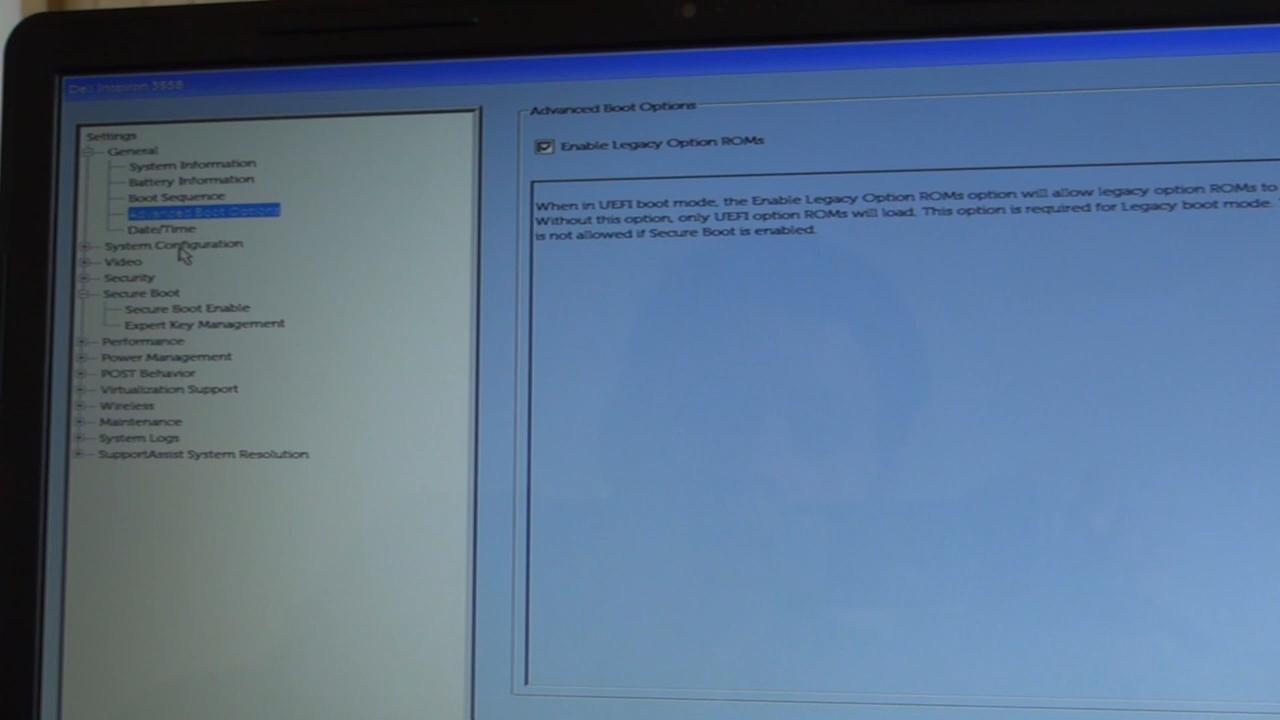 Dell Inspiron 3558
Settings
General
System Information
Battery Information
Boot Sequence
Advanced Boot Options
Date/Time
System Configuration
Video
Security
Secure Boot
Secure Boot Enable
Expert Key Management
Performance
Power Management
POST Behavior
Virtualization Support
Wireless
Maintenance
System Logs
SupportAssist System Resolution
Advanced Boot Options
Enable Legacy Option ROMs
When in UEFI boot mode, the Enable Legacy Option ROMs option will allow legacy option ROMs to
Without this option, only UEFI option ROMs will load. This option is required for Legacy boot mode.
is not allowed if Secure Boot is enabled.